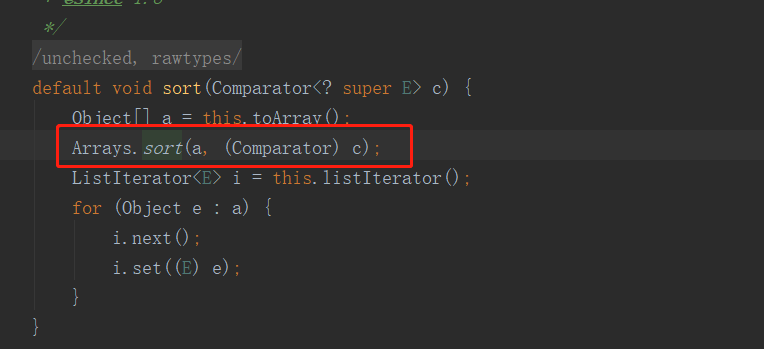 * @since 1.8
*/
/unchecked, rawtypes/
default void sort(Comparator<? super E> c) {
Object[] a = this.toArray();
Arrays.sort(a, (Comparator) c);
ListIterator<E> i = this.listIterator();
for (Object e : a) {
i.next();
i.set((E) e);
}
}